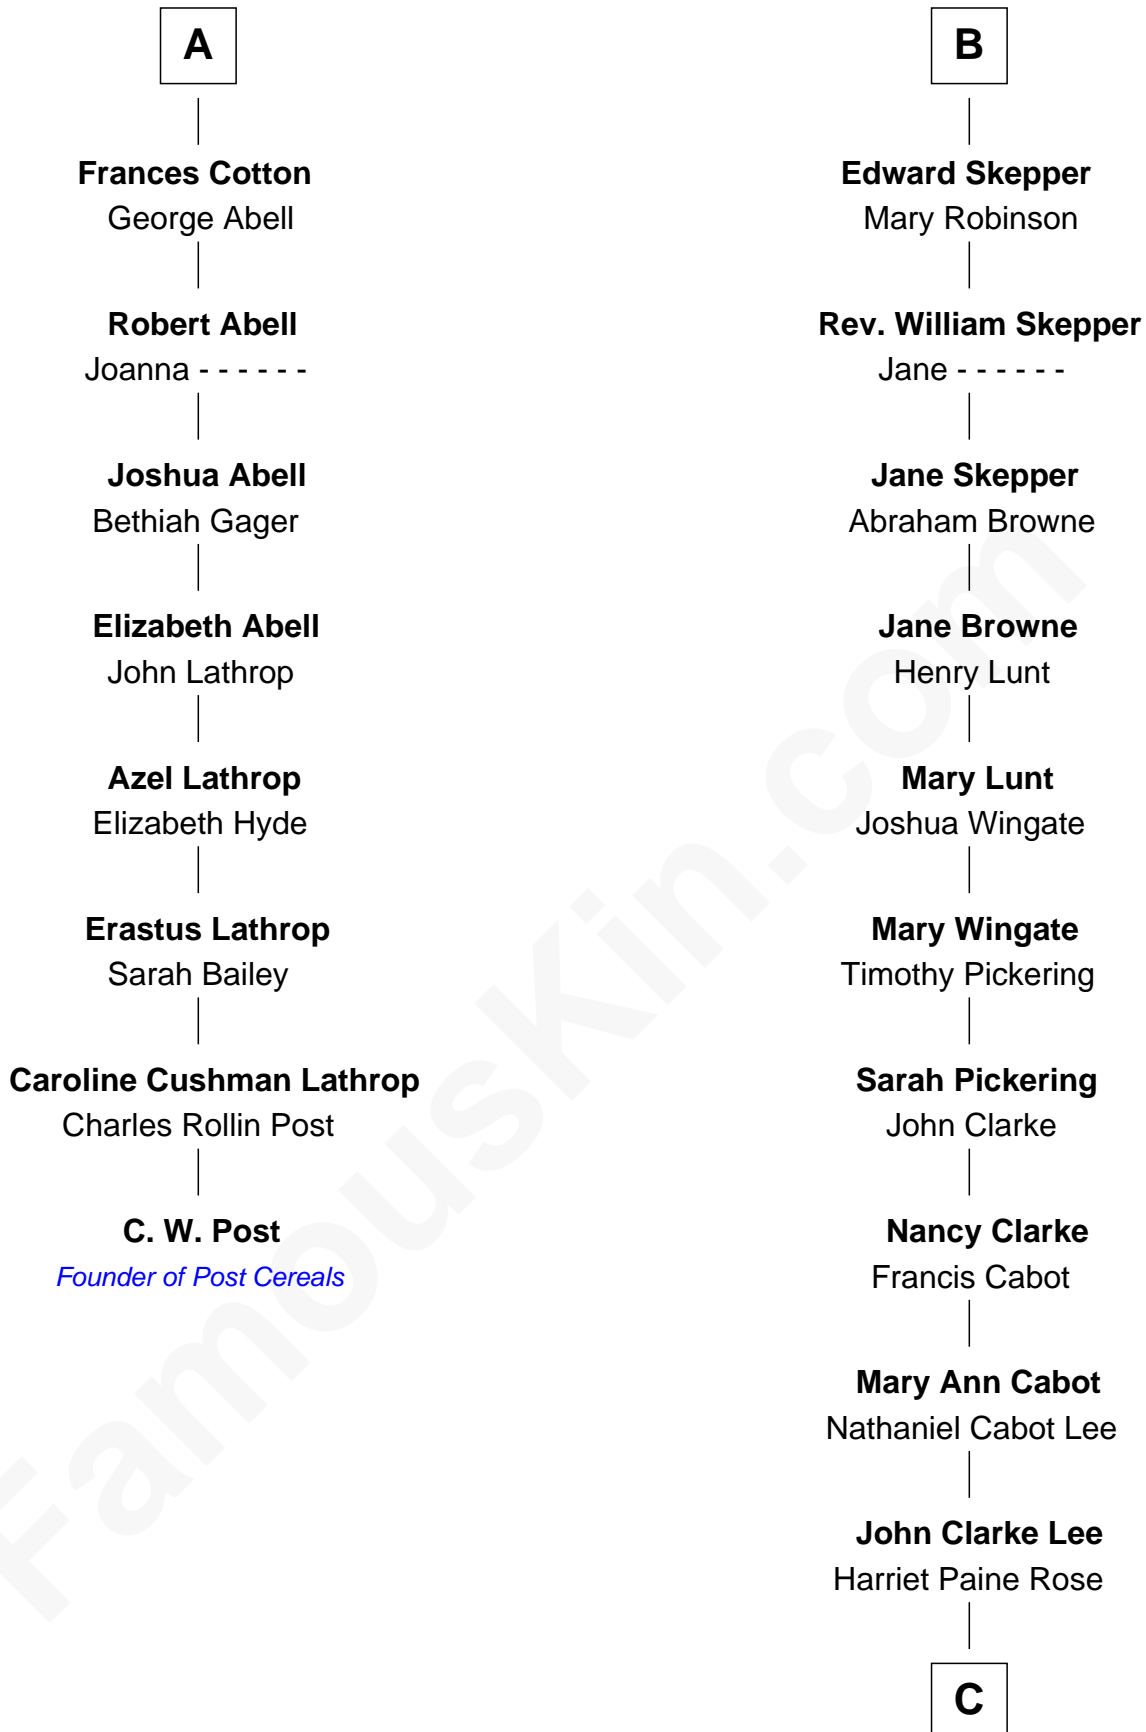 A
Frances Cotton
George Abell
Robert Abell
Joanna - - - - - -
Joshua Abell
Bethiah Gager
Elizabeth Abell
John Lathrop
Azel Lathrop
Elizabeth Hyde
Erastus Lathrop
Sarah Bailey
Caroline Cushman Lathrop
Charles Rollin Post
C. W. Post
Founder of Post Cereals
B
Edward Skepper
Mary Robinson
Rev. William Skepper
Jane - - - - - -
Jane Skepper
Abraham Browne
Jane Browne
Henry Lunt
Mary Lunt
Joshua Wingate
Mary Wingate
Timothy Pickering
Sarah Pickering
John Clarke
Nancy Clarke
Francis Cabot
Mary Ann Cabot
Nathaniel Cabot Lee
John Clarke Lee
Harriet Paine Rose
C
FamousKin.com